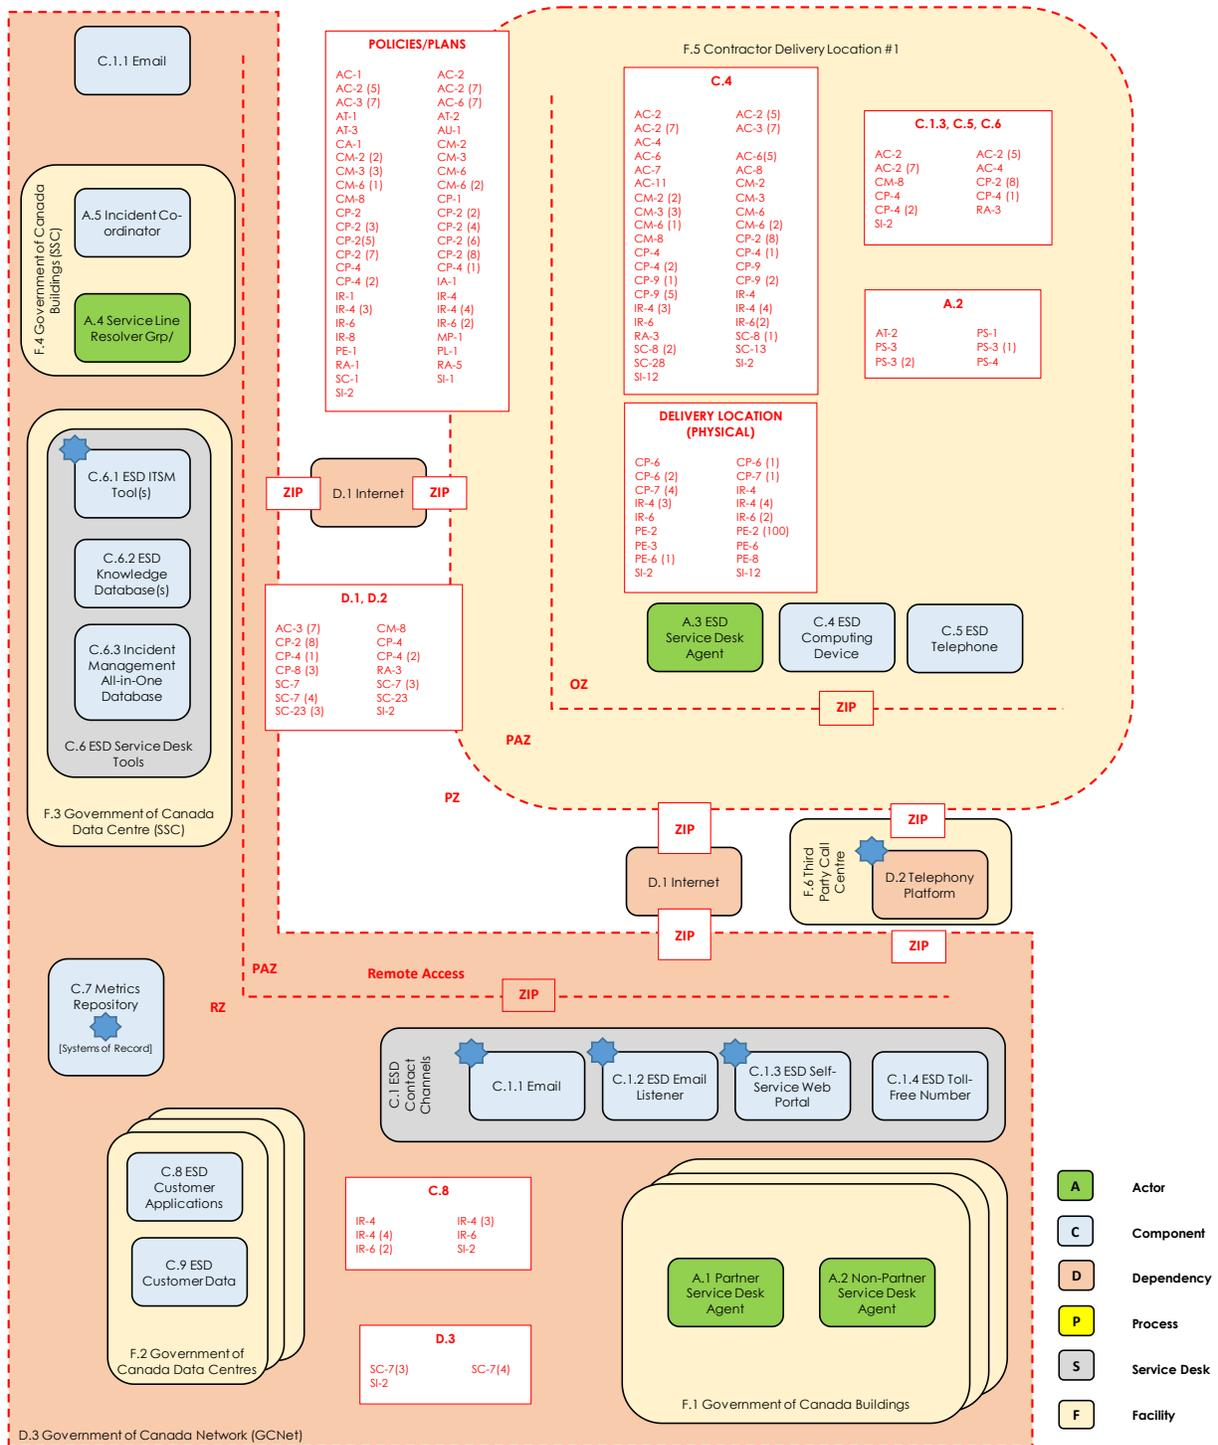 C.1.1 Email
F.4 Government of Canada
Buildings (SSC)
A.5 Incident Co-
ordinator
A.4 Service Line
Resolver Grp/
C.6.1 ESD ITSM
Tool(s)
C.6.2 ESD
Knowledge
Database(s)
C.6.3 Incident
Management
All-in-One
Database
C.6 ESD Service Desk
Tools
F.3 Government of Canada
Data Centre (SSC)
POLICIES/PLANS
AC-1 AC-2
AC-2 (5) AC-2 (7)
AC-3 (7) AC-6 (7)
AT-1 AT-2
AT-3 AU-1
CA-1 CM-2
CM-2 (2) CM-3
CM-3 (3) CM-6
CM-6 (1) CM-6 (2)
CM-8 CP-1
CP-2 CP-2 (2)
CP-2 (3) CP-2 (4)
CP-2(5) CP-2 (6)
CP-2 (7) CP-2 (8)
CP-4 CP-4 (1)
CP-4 (2) IA-1
IR-1 IR-4
IR-4 (3) IR-4 (4)
IR-6 IR-6 (2)
IR-8 MP-1
PE-1 PL-1
RA-1 RA-5
SC-1 SI-1
SI-2
ZIP
D.1 Internet
ZIP
D.1, D.2
AC-3 (7) CM-8
CP-2 (8) CP-4
CP-4 (1) CP-4 (2)
CP-8 (3) RA-3
SC-7 SC-7 (3)
SC-7 (4) SC-23
SC-23 (3) SI-2
F.5 Contractor Delivery Location #1
C.4
AC-2 AC-2 (5)
AC-2 (7) AC-3 (7)
AC-4
AC-6 AC-6(5)
AC-7 AC-8
AC-11 CM-2
CM-2 (2) CM-3
CM-3 (3) CM-6
CM-6 (1) CM-6 (2)
CM-8 CP-2 (8)
CP-4 CP-4 (1)
CP-4 (2) CP-9
CP-9 (1) CP-9 (2)
CP-9 (5) IR-4
IR-4 (3) IR-4 (4)
IR-6 IR-6(2)
RA-3 SC-8 (1)
SC-8 (2) SC-13
SC-28 SI-2
SI-12
C.1.3, C.5, C.6
AC-2 AC-2 (5)
AC-2 (7) AC-4
CM-8 CP-2 (8)
CP-4 CP-4 (1)
CP-4 (2) RA-3
SI-2
A.2
AT-2 PS-1
PS-3 PS-3 (1)
PS-3 (2) PS-4
DELIVERY LOCATION
(PHYSICAL)
CP-6 CP-6 (1)
CP-6 (2) CP-7 (1)
CP-7 (4) IR-4
IR-4 (3) IR-4 (4)
IR-6 IR-6 (2)
PE-2 PE-2 (100)
PE-3 PE-6
PE-6 (1) PE-8
SI-2 SI-12
A.3 ESD
Service Desk
Agent
C.4 ESD
Computing
Device
C.5 ESD
Telephone
OZ
ZIP
PAZ
PZ
ZIP
D.1 Internet
ZIP
ZIP
F.6 Third
Party Call
Centre
D.2 Telephony
Platform
ZIP
PAZ
Remote Access
RZ
ZIP
C.7 Metrics
Repository
[Systems of Record]
C.1 ESD
Contact
Channels
C.1.1 Email
C.1.2 ESD Email
Listener
C.1.3 ESD Self-
Service Web
Portal
C.1.4 ESD Toll-
Free Number
C.8 ESD
Customer
Applications
C.9 ESD
Customer Data
F.2 Government of
Canada Data Centres
C.8
IR-4 IR-4 (3)
IR-4 (4) IR-6
IR-6 (2) SI-2
D.3
SC-7(3) SC-7(4)
SI-2
A.1 Partner
Service Desk
Agent
A.2 Non-Partner
Service Desk
Agent
F.1 Government of Canada Buildings
D.3 Government of Canada Network (GCNet)
A Actor
C Component
D Dependency
P Process
S Service Desk
F Facility